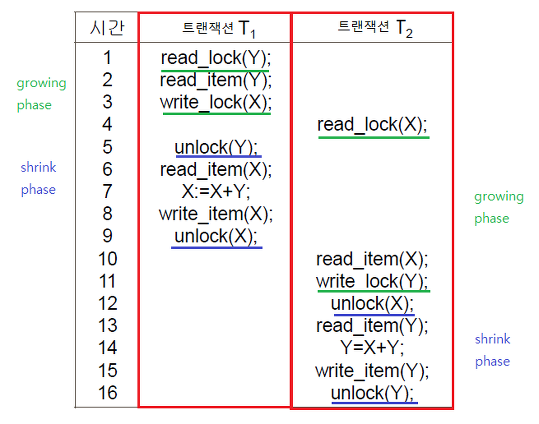 시간 트랜잭션 T1 트랜잭션 T2
1 read_lock(Y);
growing
phase
2 read_item(Y);
3 write_lock(X);
4 read_lock(X);
5 unlock(Y);
shrink
phase
6 read_item(X);
7 X:=X+Y;
growing
phase
8 write_item(X);
9 unlock(X);
10 read_item(X);
11 write_lock(Y);
12 unlock(X);
13 read_item(Y);
shrink
phase
14 Y=X+Y;
15 write_item(Y);
16 unlock(Y);